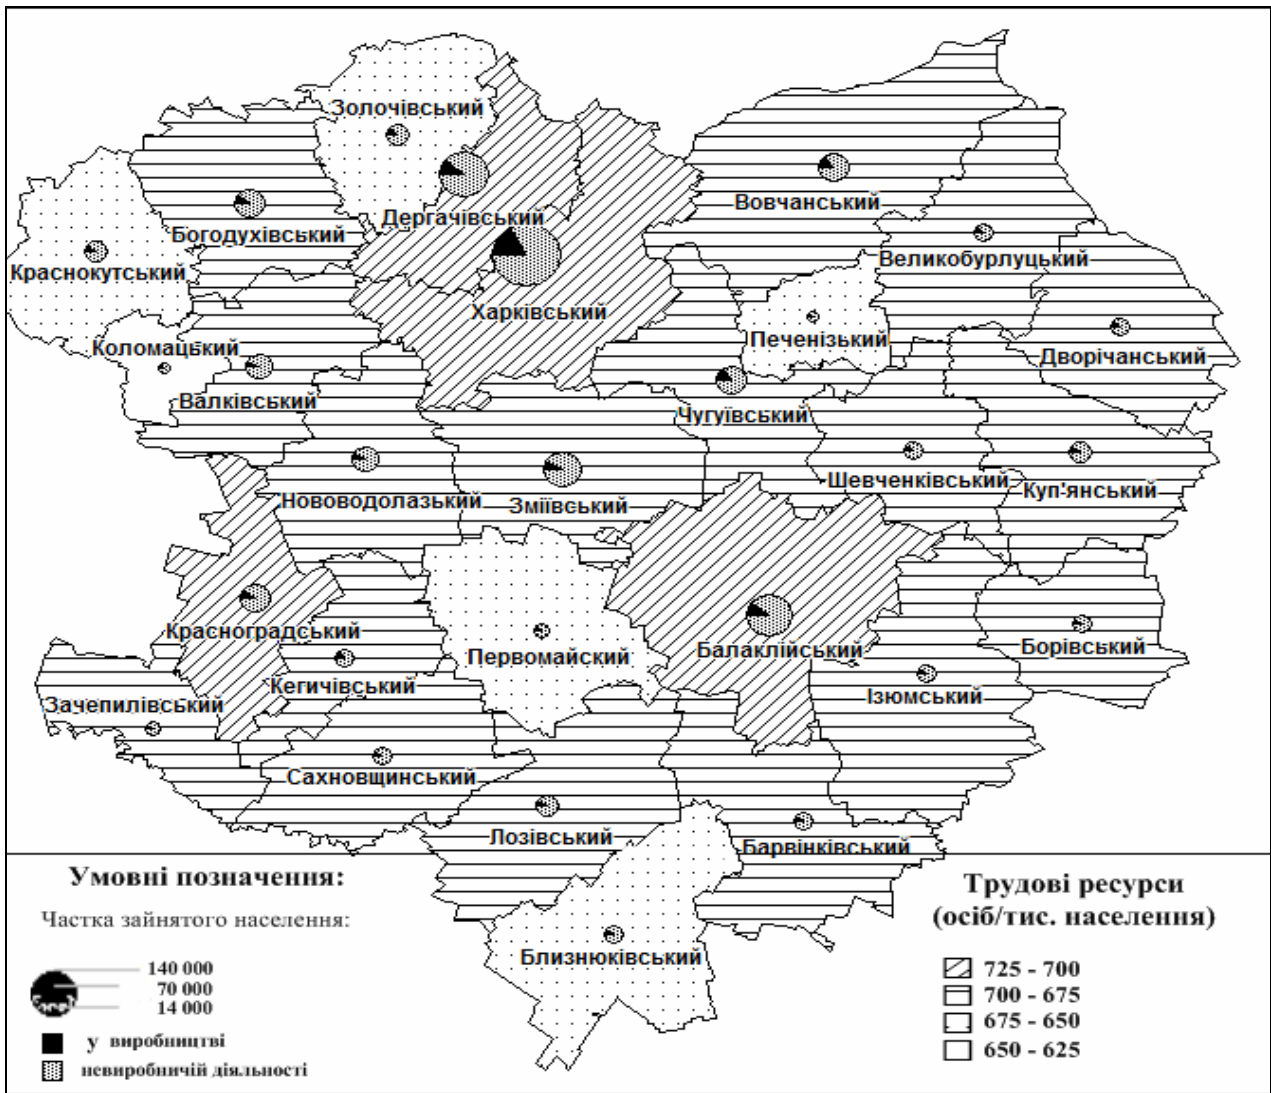 Золочівський
Вовчанський
Дергачівський
Богодухівський
Великобурлуцький
Краснокутський
Харківський
Печенізький
Коломацький
Дворічанський
Валківський
Чугуївський
Шевченківський
Куп'янський
Нововодолазький
Зміївський
Красноградський
Балаклійський
Борівський
Первомайский
Кегичівський
Ізюмський
Зачепилівський
Сахновщинський
Лозівський
Барвінківський
Близнюківський
Умовні позначення:
Частка зайнятого населення:
140 000
70 000
14 000
у виробництві
невиробничій діяльності
Трудові ресурси
(осіб/тис. населення)
725 - 700
700 - 675
675 - 650
650 - 625